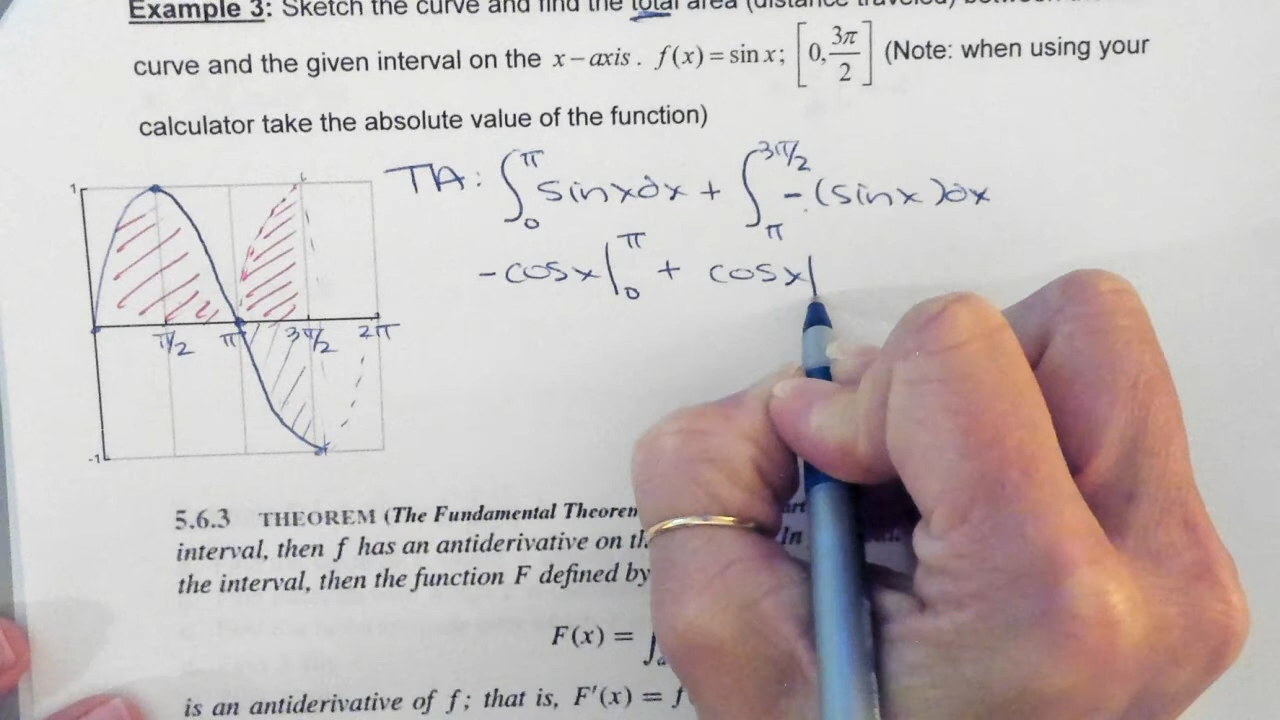 Example 3: Sketch the curve and find the total area (distance traveled) between
curve and the given interval on the x-axis. f(x)=sin x; [0, 3π/2] (Note: when using your
calculator take the absolute value of the function)
TA: ∫₀^π sinx dx + ∫_π^{3π/2} -(sinx)dx
-cosx|₀^π + cosx|
1
π/2 π 3π/2 2π
-1
5.6.3 THEOREM (The Fundamental Theorem
interval, then f has an antiderivative on
the interval, then the function F defined by
F(x) = ∫
is an antiderivative of f; that is, F'(x) = f